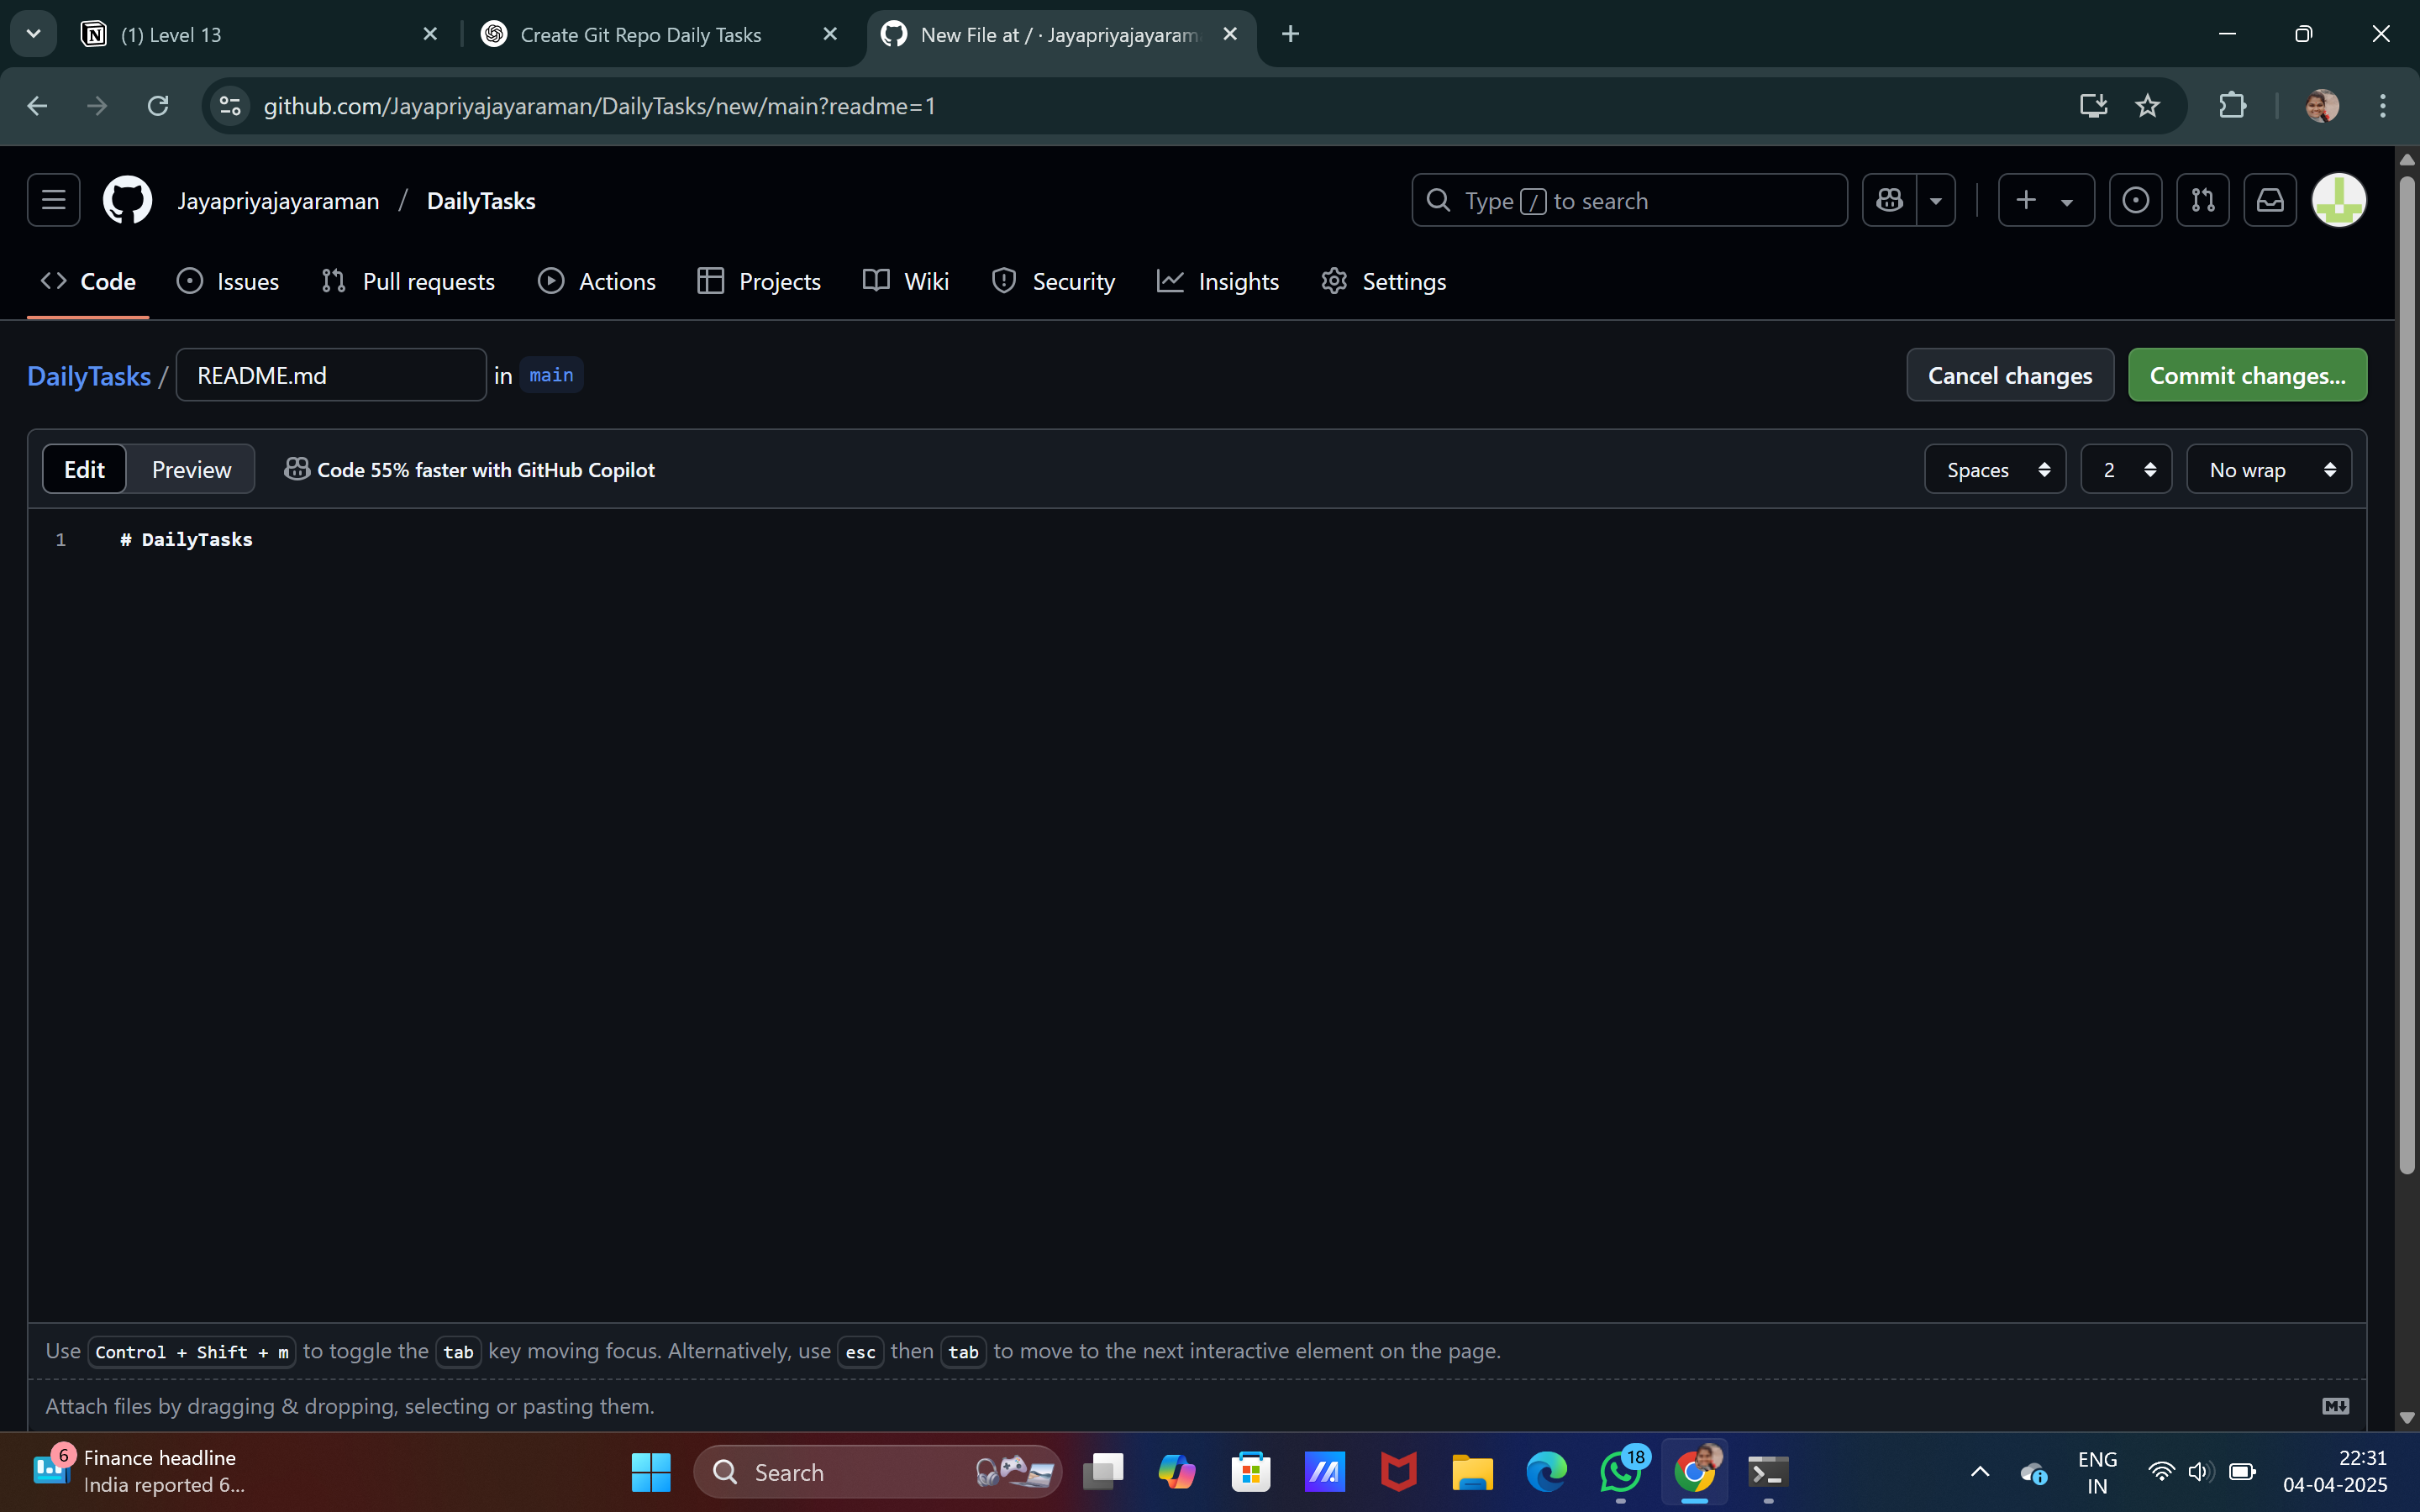 (1) Level 13
Create Git Repo Daily Tasks
New File at / · Jayapriyajayaram
github.com/Jayapriyajayaraman/DailyTasks/new/main?readme=1
Jayapriyajayaraman / DailyTasks
Type / to search
Code Issues Pull requests Actions Projects Wiki Security Insights Settings
DailyTasks / README.md in main
Cancel changes Commit changes...
Edit Preview Code 55% faster with GitHub Copilot
Spaces 2 No wrap
1 # DailyTasks
Use Control + Shift + m to toggle the tab key moving focus. Alternatively, use esc then tab to move to the next interactive element on the page.
Attach files by dragging & dropping, selecting or pasting them.
6 Finance headline
India reported 6...
Search
18
ENG
IN
22:31
04-04-2025